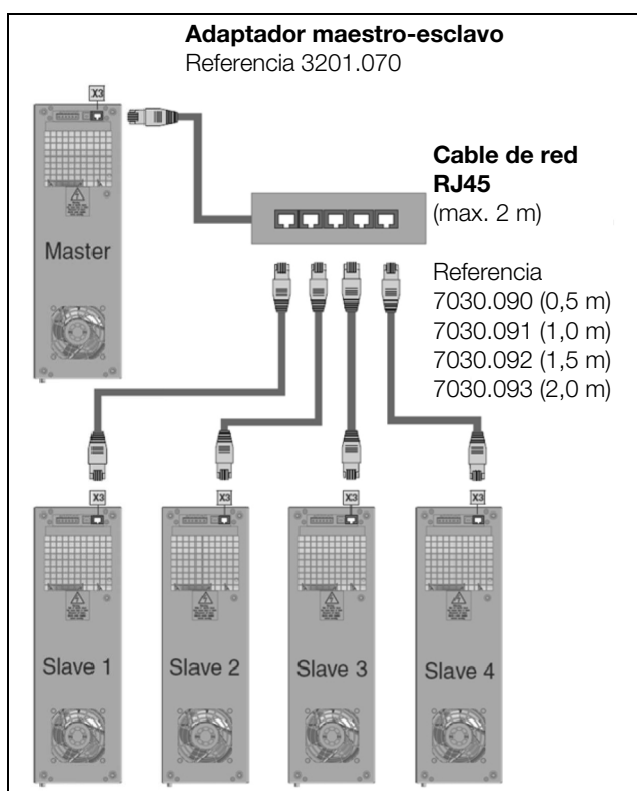 Adaptador maestro-esclavo
Referencia 3201.070
X3
Cable de red
RJ45
(max. 2 m)
Master
Referencia
7030.090 (0,5 m)
7030.091 (1,0 m)
7030.092 (1,5 m)
7030.093 (2,0 m)
X3
X3
X3
X3
Slave 1
Slave 2
Slave 3
Slave 4